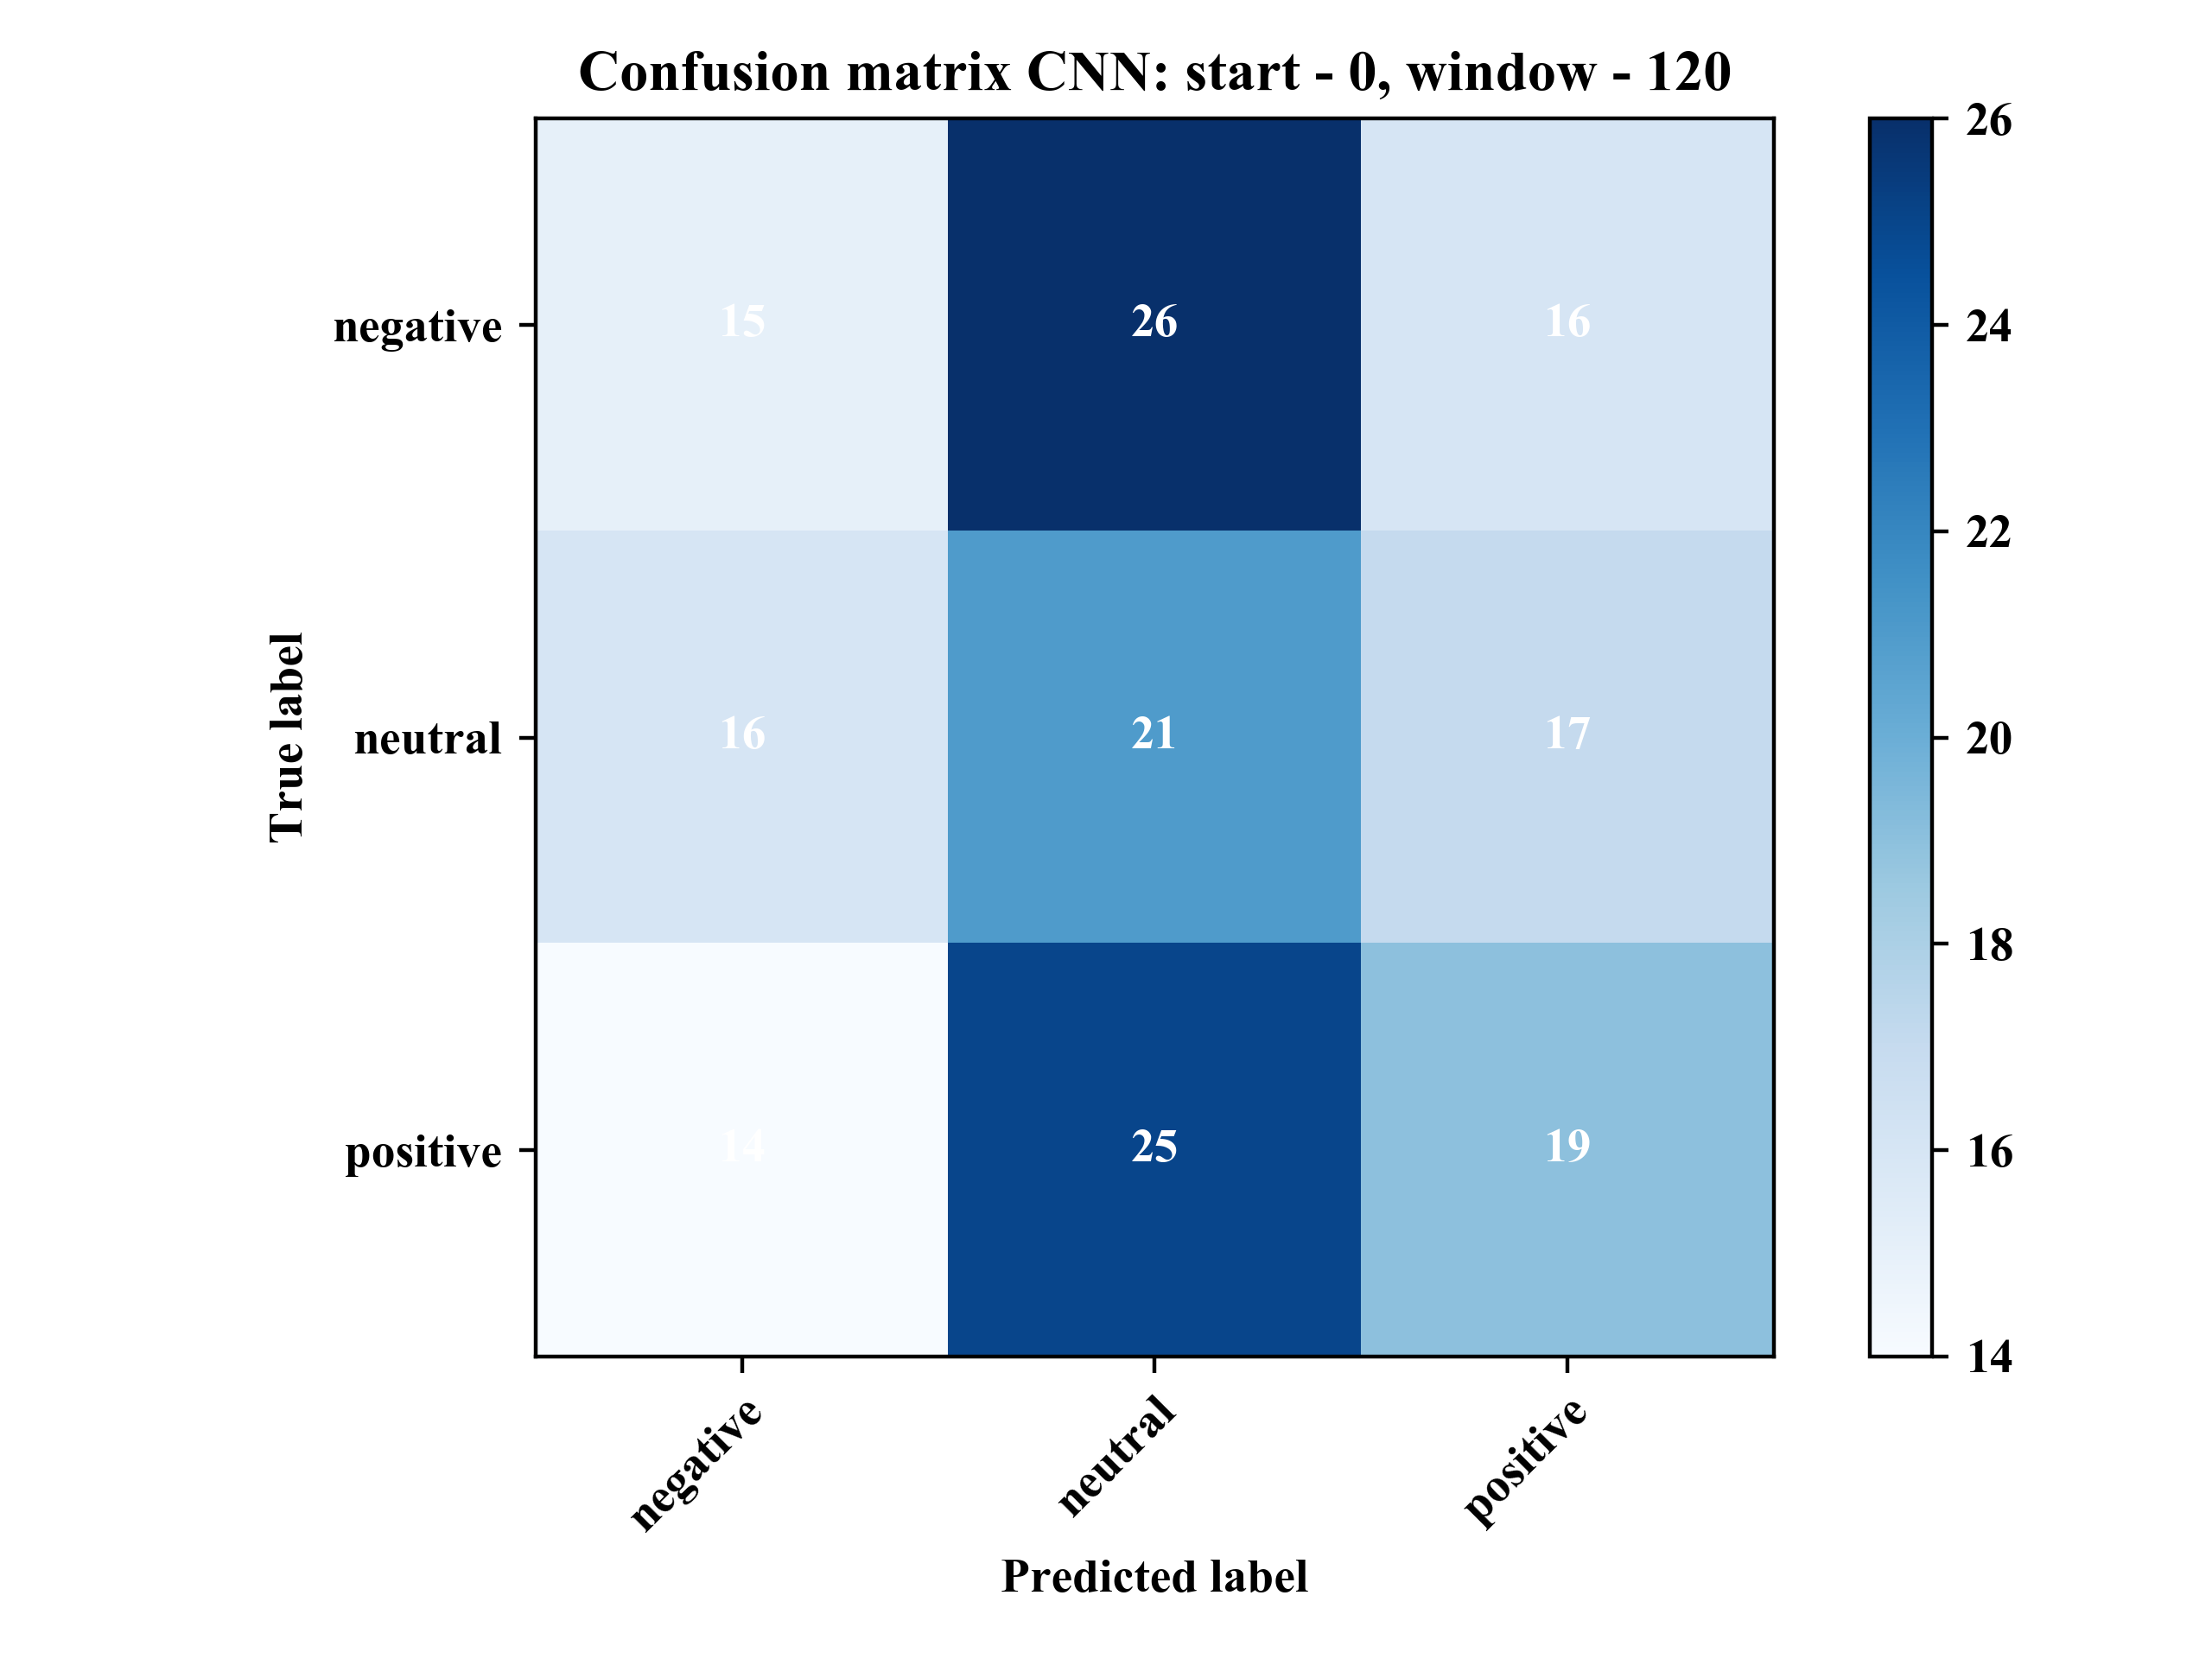 Confusion matrix CNN: start - 0, window - 120
True label
negative
15
26
16
neutral
16
21
17
positive
14
25
19
negative
neutral
positive
Predicted label
26
24
22
20
18
16
14